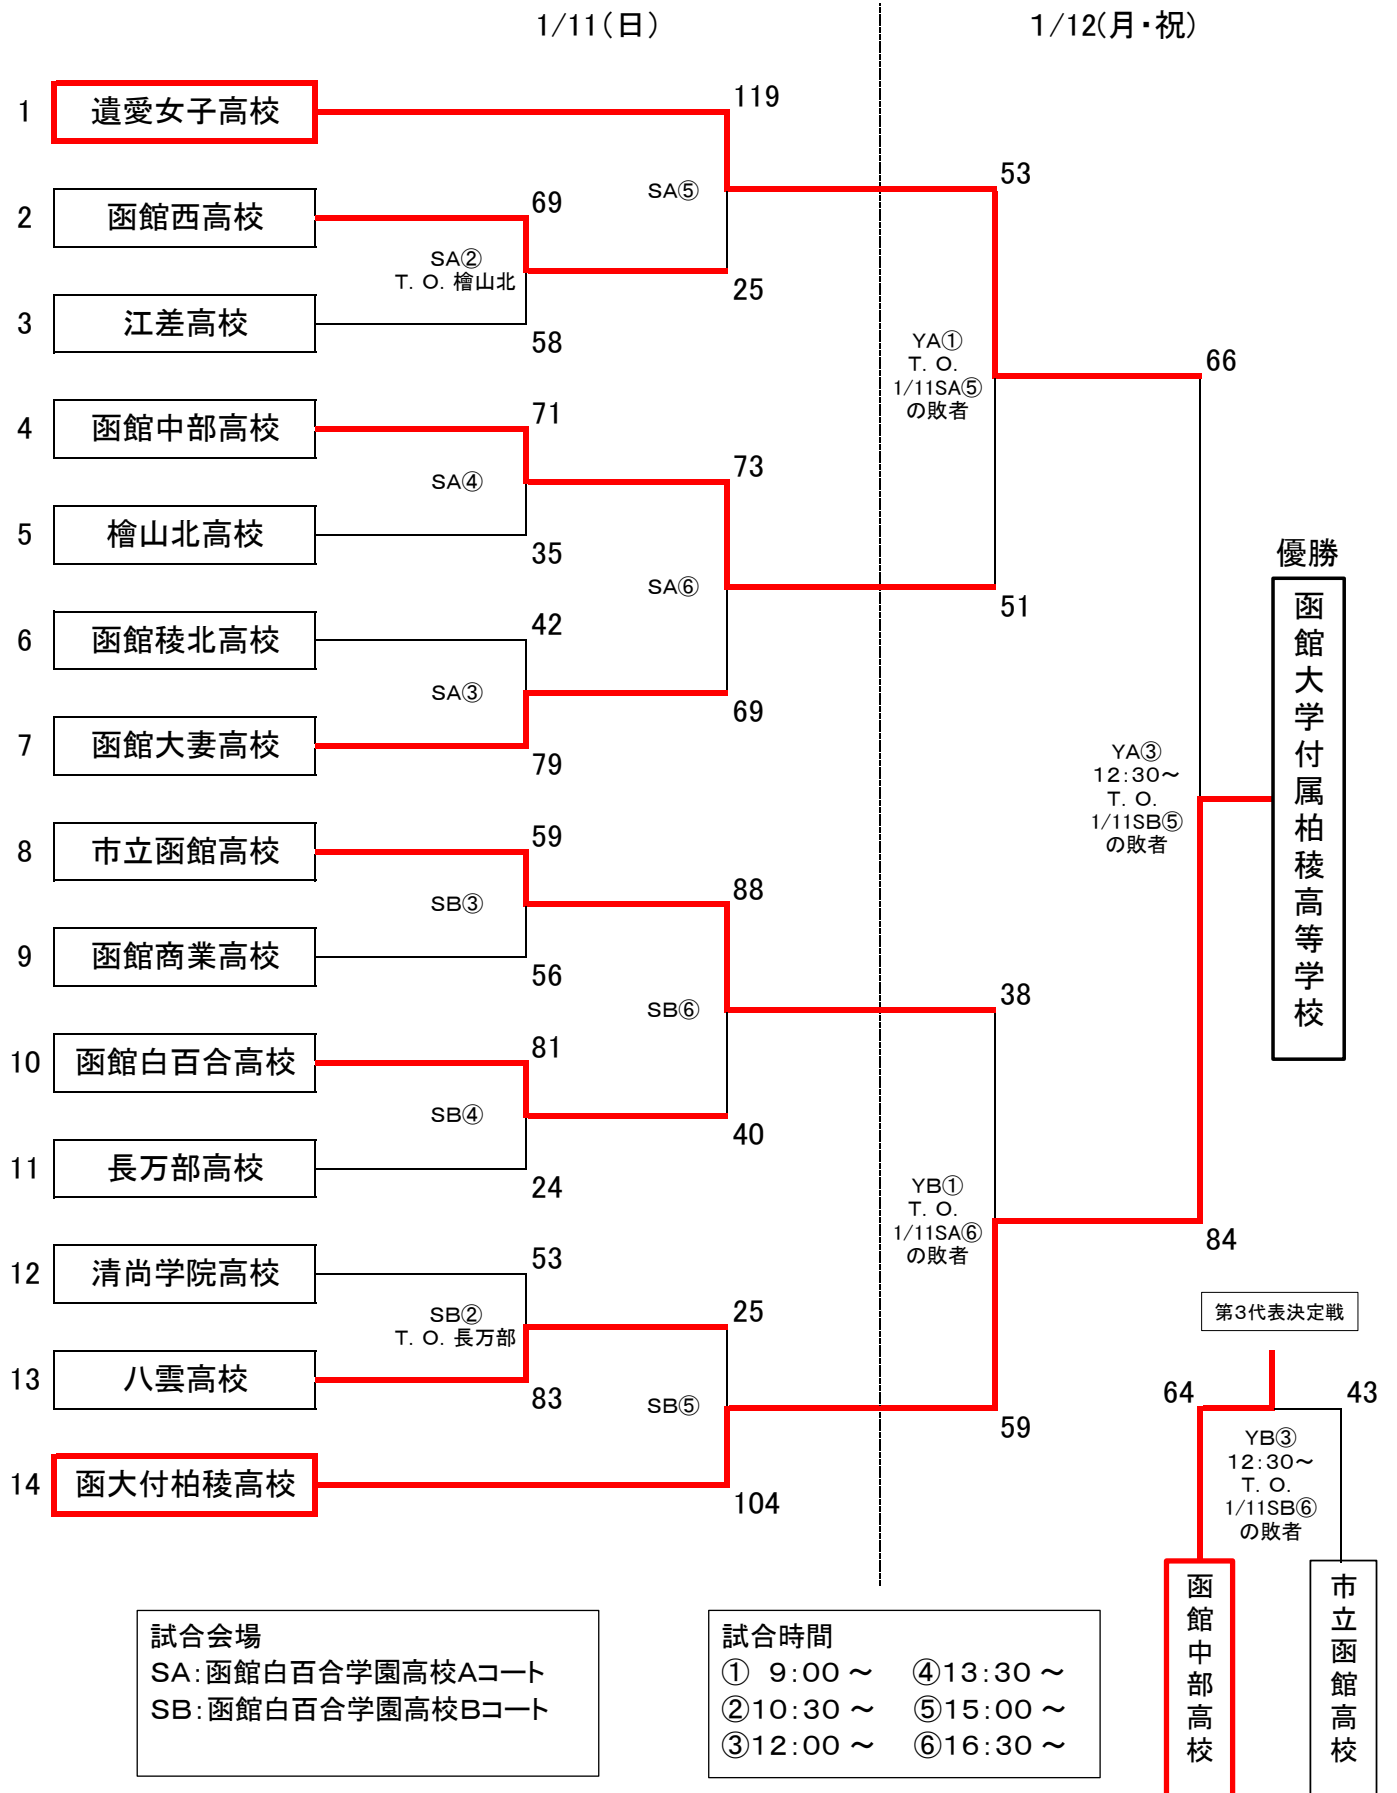 1/11(日)
1/12(月・祝)
1 遺愛女子高校
119
SA⑤
53
2 函館西高校
69
SA②
T. O. 檜山北
25
3 江差高校
58
YA①
T. O.
1/11SA⑤
の敗者
66
4 函館中部高校
71
SA④
73
5 檜山北高校
35
SA⑥
51
6 函館稜北高校
42
SA③
69
7 函館大妻高校
79
YA③
12:30～
T. O.
1/11SB⑤
の敗者
優勝
函館大学付属柏稜高等学校
8 市立函館高校
59
SB③
88
9 函館商業高校
56
SB⑥
38
10 函館白百合高校
81
SB④
40
11 長万部高校
24
YB①
T. O.
1/11SA⑥
の敗者
84
12 清尚学院高校
53
SB②
T. O. 長万部
25
13 八雲高校
83
SB⑤
59
14 函大付柏稜高校
104
第3代表決定戦
64
43
YB③
12:30～
T. O.
1/11SB⑥
の敗者
函館中部高校
市立函館高校
試合会場
SA:函館白百合学園高校Aコート
SB:函館白百合学園高校Bコート
試合時間
① 9:00 ～ ④13:30 ～
②10:30 ～ ⑤15:00 ～
③12:00 ～ ⑥16:30 ～